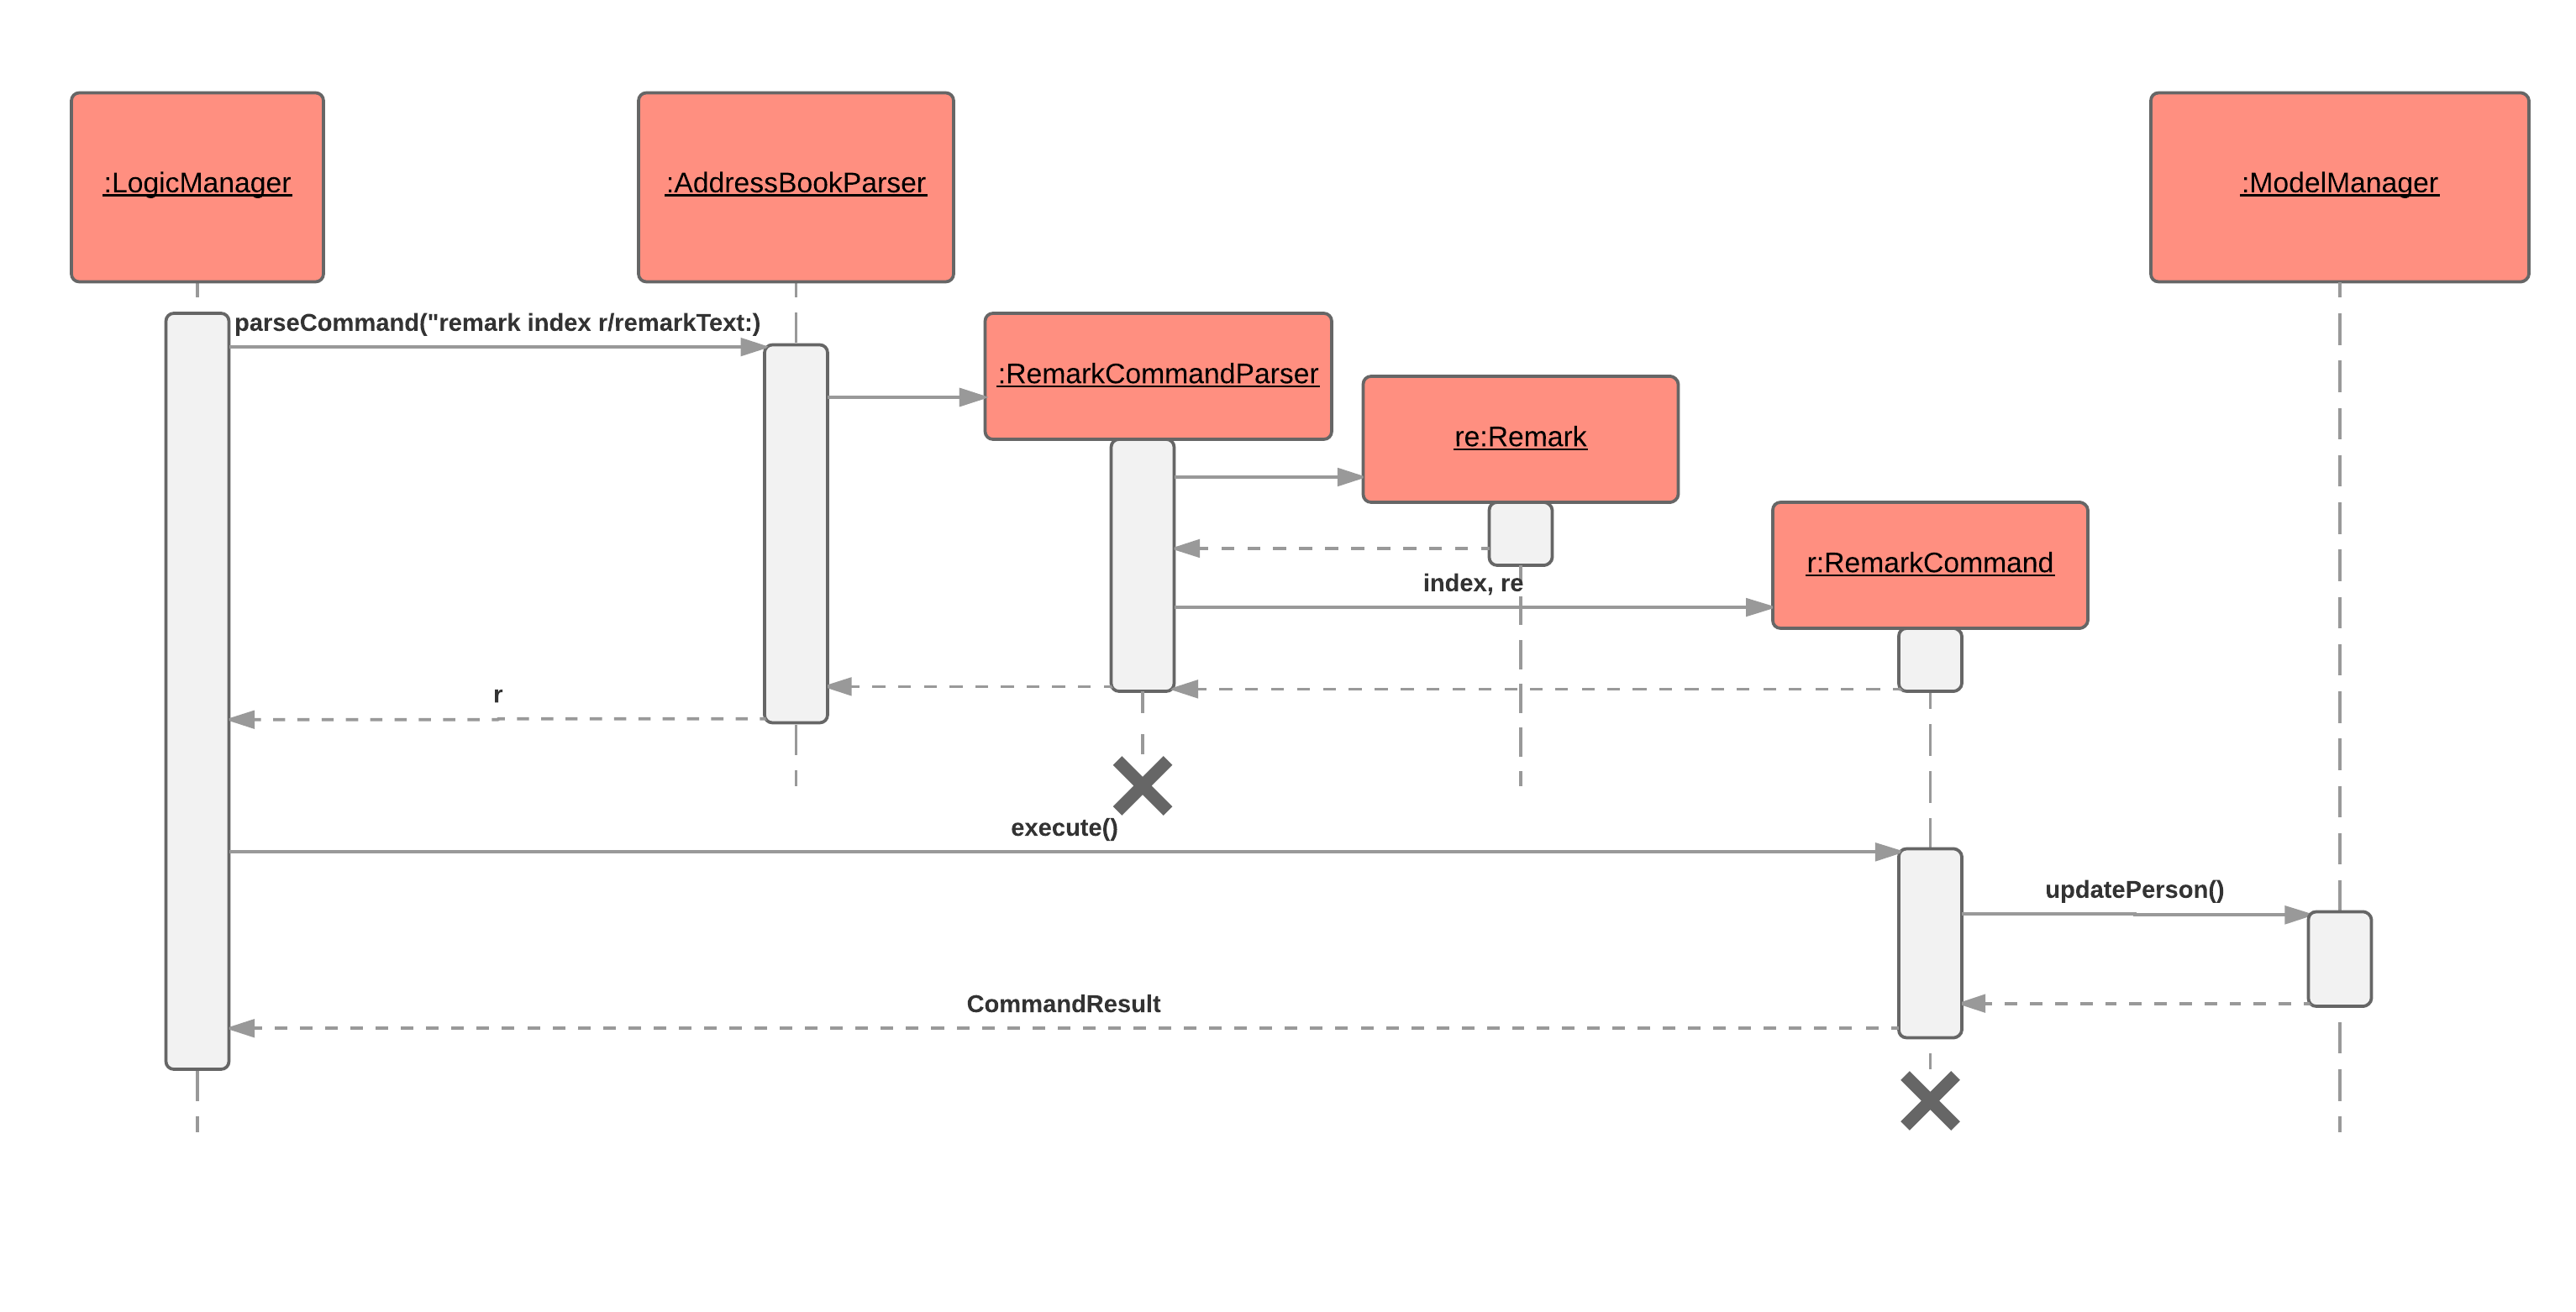 :LogicManager
:AddressBookParser
:ModelManager
parseCommand("remark index r/remarkText:)
:RemarkCommandParser
re:Remark
r:RemarkCommand
index, re
r
execute()
updatePerson()
CommandResult